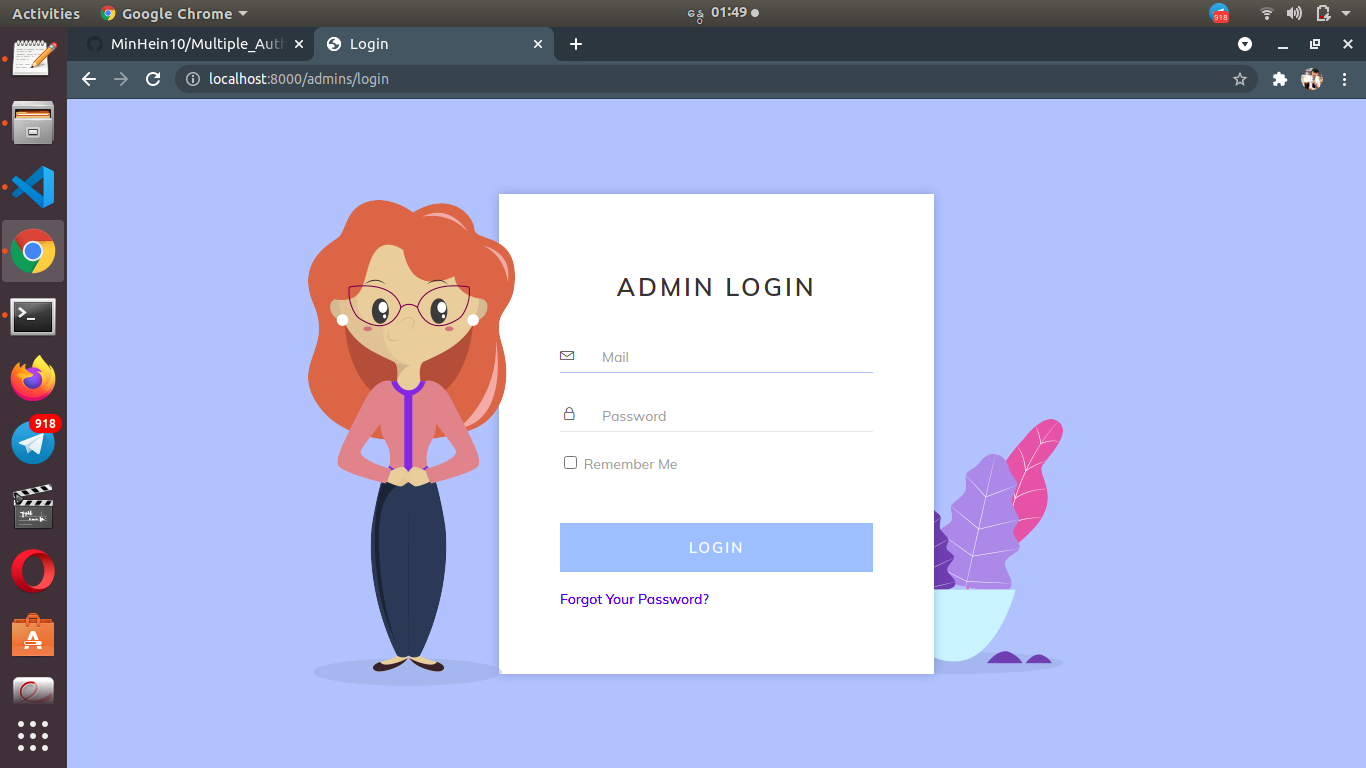 Activities
Google Chrome
နွေ 01:49
918
MinHein10/Multiple_Auth
Login
localhost:8000/admins/login
918
ADMIN LOGIN
Mail
Password
Remember Me
LOGIN
Forgot Your Password?